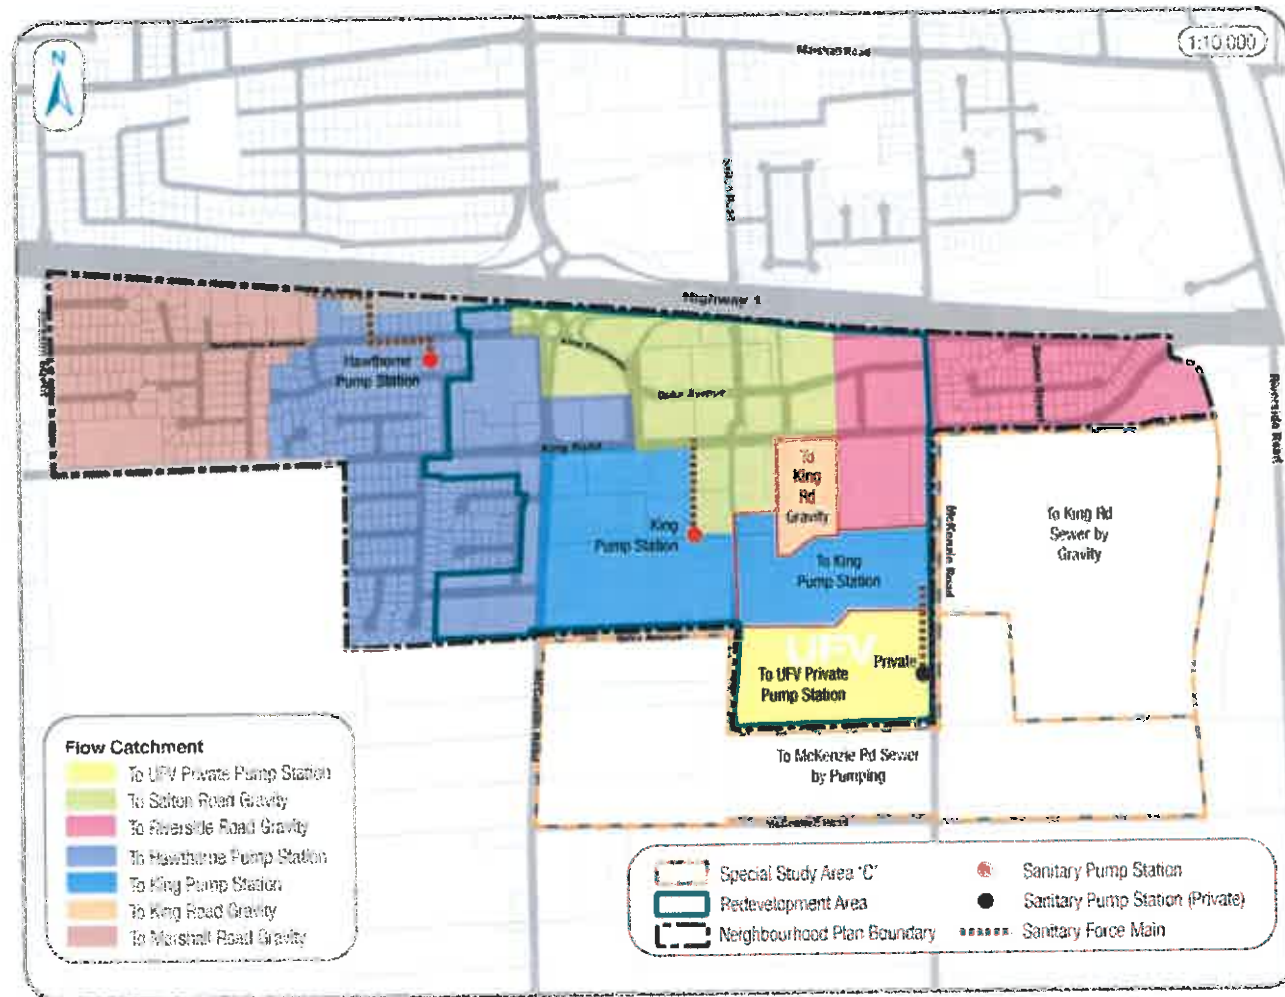 N
1:10,000
Marshall Road
Highway 1
Hawthorne
Pump Station
King Road
To
King
Rd
Gravity
King
Pump Station
To King
Pump Station
McKenzie Road
Riverside Road
To King Rd
Sewer by
Gravity
UFV
Private
To UFV Private
Pump Station
To McKenzie Rd Sewer
by Pumping
Flow Catchment
To UFV Private Pump Station
To Salton Road Gravity
To Riverside Road Gravity
To Hawthorne Pump Station
To King Pump Station
To King Road Gravity
To Marshall Road Gravity
Special Study Area 'C'
Redevelopment Area
Neighbourhood Plan Boundary
Sanitary Pump Station
Sanitary Pump Station (Private)
Sanitary Force Main